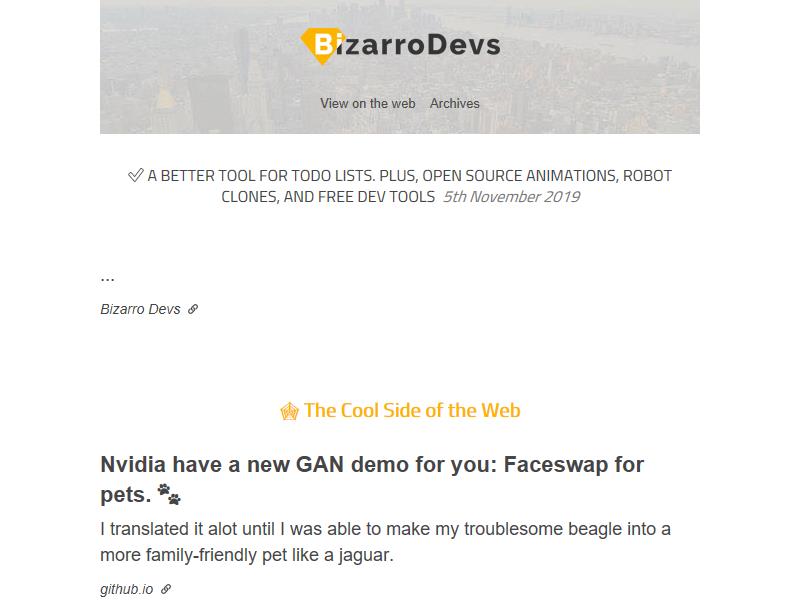 BizarroDevs
View on the web Archives
✅ A BETTER TOOL FOR TODO LISTS. PLUS, OPEN SOURCE ANIMATIONS, ROBOT
CLONES, AND FREE DEV TOOLS 5th November 2019
...
Bizarro Devs 🔗
🕸 The Cool Side of the Web
Nvidia have a new GAN demo for you: Faceswap for
pets. 🐾
I translated it alot until I was able to make my troublesome beagle into a
more family-friendly pet like a jaguar.
github.io 🔗